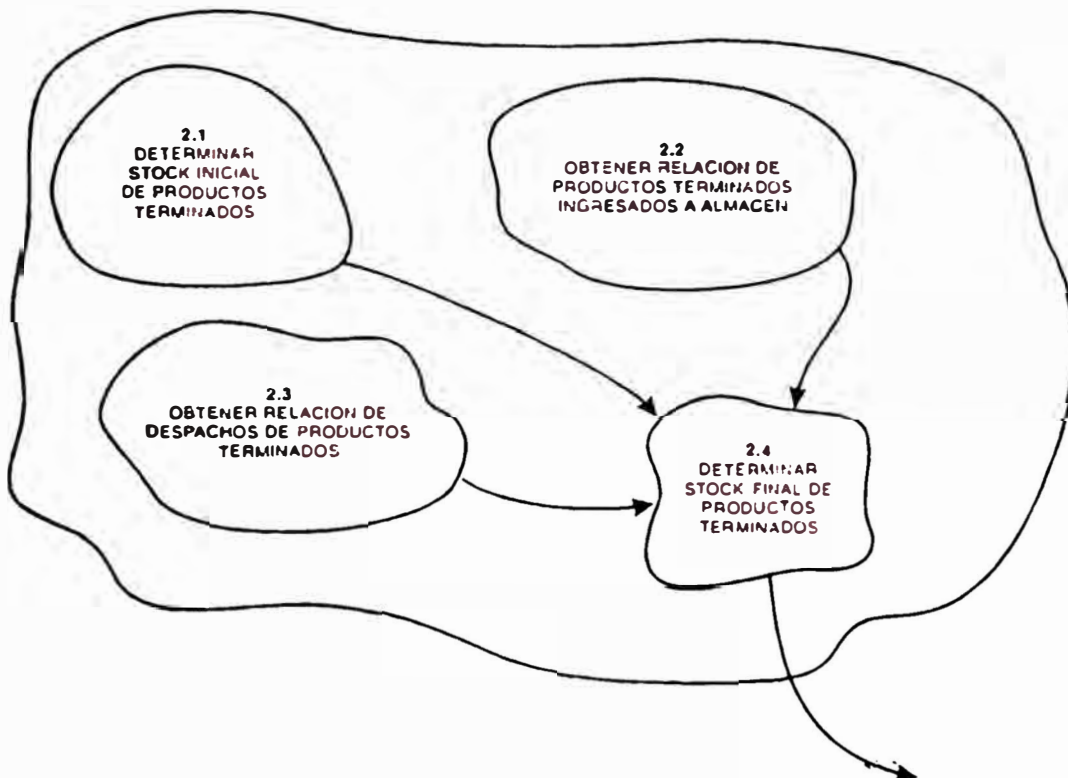 2.1
DETERMINAR
STOCK INICIAL
DE PRODUCTOS
TERMINADOS
2.2
OBTENER RELACION DE
PRODUCTOS TERMINADOS
INGRESADOS A ALMACEN
2.3
OBTENER RELACION DE
DESPACHOS DE PRODUCTOS
TERMINADOS
2.4
DETERMINAR
STOCK FINAL DE
PRODUCTOS
TERMINADOS